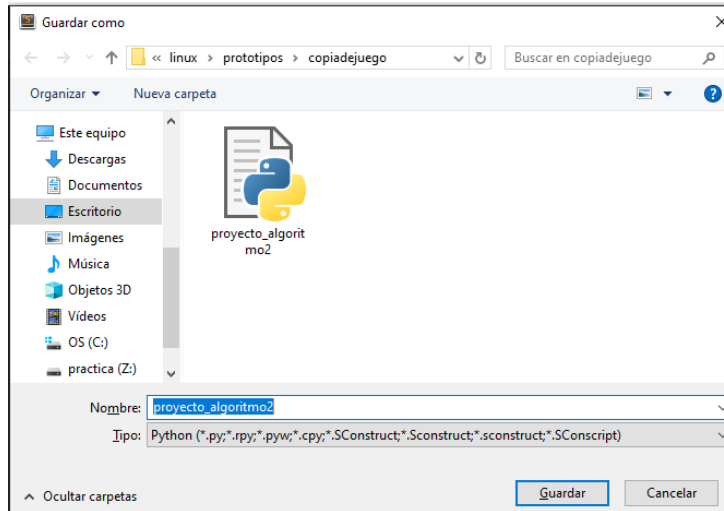 Guardar como
« linux › prototipos › copiadejuego
Buscar en copiadejuego
Organizar
Nueva carpeta
Este equipo
Descargas
Documentos
Escritorio
Imágenes
Música
Objetos 3D
Vídeos
OS (C:)
practica (Z:)
proyecto_algorit
mo2
Nombre: proyecto_algoritmo2
Tipo: Python (*.py;*.rpy;*.pyw;*.cpy;*.SConstruct;*.Sconstruct;*.sconstruct;*.SConscript)
Ocultar carpetas
Guardar
Cancelar